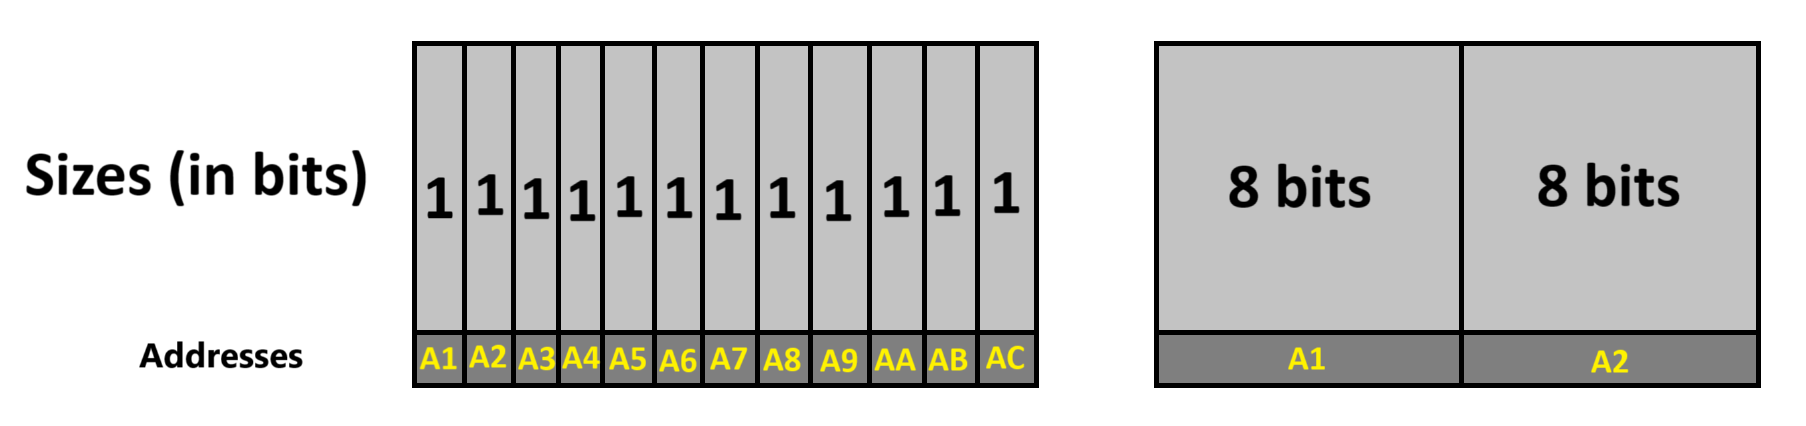 Sizes (in bits)
1 1 1 1 1 1 1 1 1 1 1 1
8 bits 8 bits
Addresses
A1 A2 A3 A4 A5 A6 A7 A8 A9 AA AB AC
A1 A2